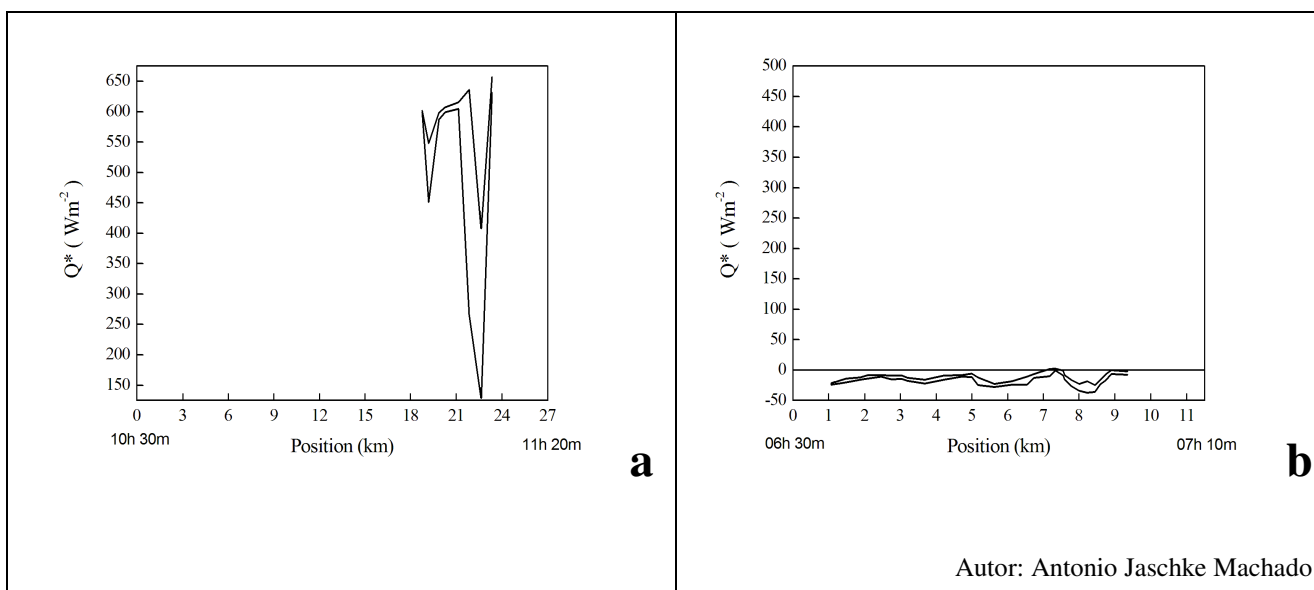 650
600
550
500
450
400
350
300
250
200
150
Q* ( Wm-2 )
0 3 6 9 12 15 18 21 24 27
10h 30m Position (km) 11h 20m
a
500
450
400
350
300
250
200
150
100
50
0
-50
Q* ( Wm-2 )
0 1 2 3 4 5 6 7 8 9 10 11
06h 30m Position (km) 07h 10m
b
Autor: Antonio Jaschke Machado